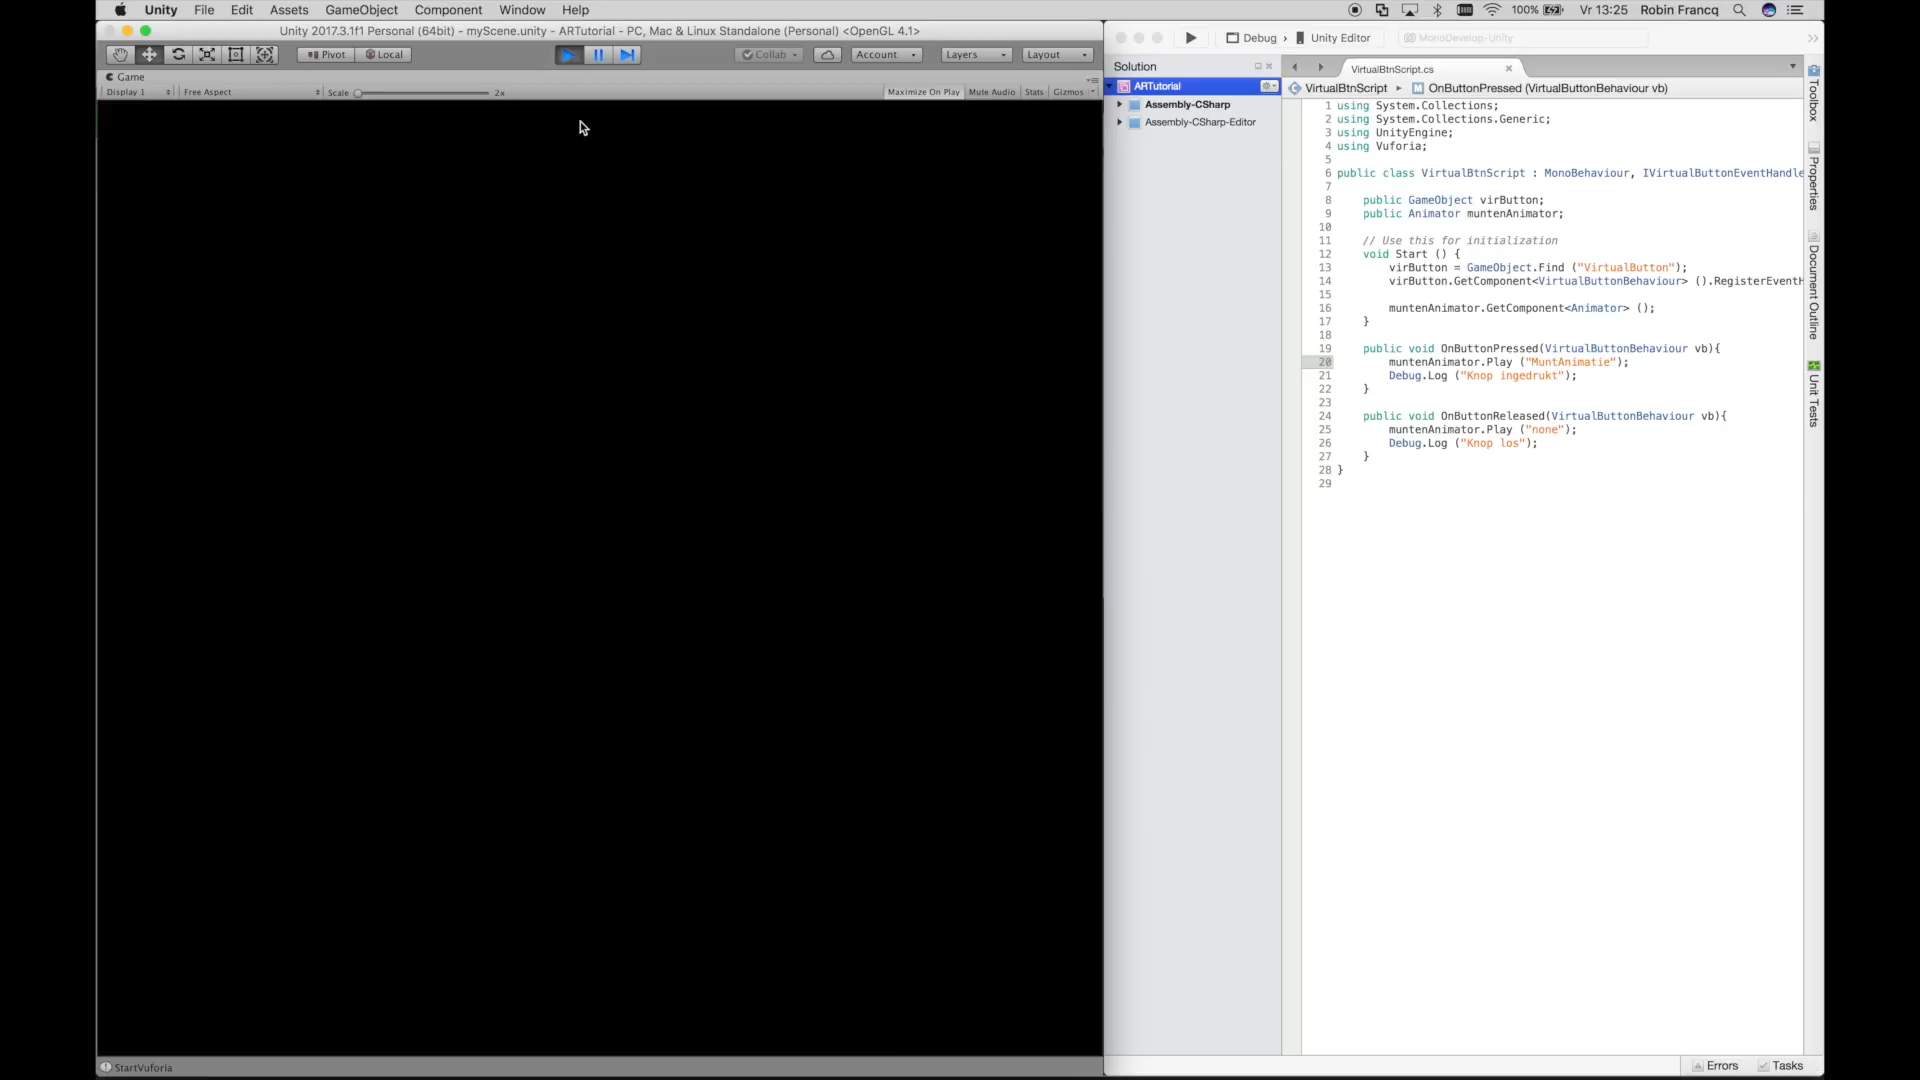 Unity File Edit Assets GameObject Component Window Help
100% Vr 13:25 Robin Francq
Unity 2017.3.1f1 Personal (64bit) - myScene.unity - ARTutorial - PC, Mac & Linux Standalone (Personal) <OpenGL 4.1>
Pivot Local Collab Account Layers Layout
Game
Display 1 Free Aspect Scale 2x Maximize On Play Mute Audio Stats Gizmos
StartVuforia
Debug › Unity Editor MonoDevelop-Unity
Solution
ARTutorial
Assembly-CSharp
Assembly-CSharp-Editor
VirtualBtnScript.cs
VirtualBtnScript ▸ OnButtonPressed (VirtualButtonBehaviour vb)
1 using System.Collections;
2 using System.Collections.Generic;
3 using UnityEngine;
4 using Vuforia;
5
6 public class VirtualBtnScript : MonoBehaviour, IVirtualButtonEventHandle
7
8 public GameObject virButton;
9 public Animator muntenAnimator;
10
11 // Use this for initialization
12 void Start () {
13 virButton = GameObject.Find ("VirtualButton");
14 virButton.GetComponent<VirtualButtonBehaviour> ().RegisterEventH
15
16 muntenAnimator.GetComponent<Animator> ();
17 }
18
19 public void OnButtonPressed(VirtualButtonBehaviour vb){
20 muntenAnimator.Play ("MuntAnimatie");
21 Debug.Log ("Knop ingedrukt");
22 }
23
24 public void OnButtonReleased(VirtualButtonBehaviour vb){
25 muntenAnimator.Play ("none");
26 Debug.Log ("Knop los");
27 }
28 }
29
Toolbox
Properties
Document Outline
Unit Tests
Errors Tasks